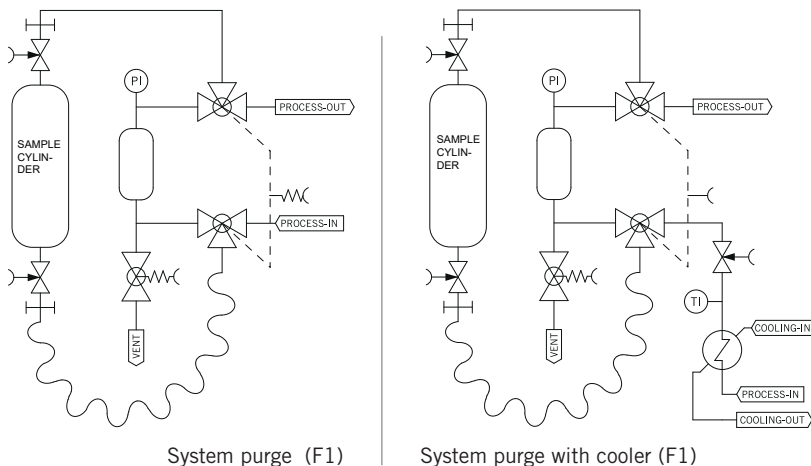 PI
PROCESS-OUT
SAMPLE
CYLIN-
DER
PROCESS-IN
VENT
System purge (F1)
PI
PROCESS-OUT
SAMPLE
CYLIN-
DER
TI
COOLING-IN
VENT
PROCESS-IN
COOLING-OUT
System purge with cooler (F1)